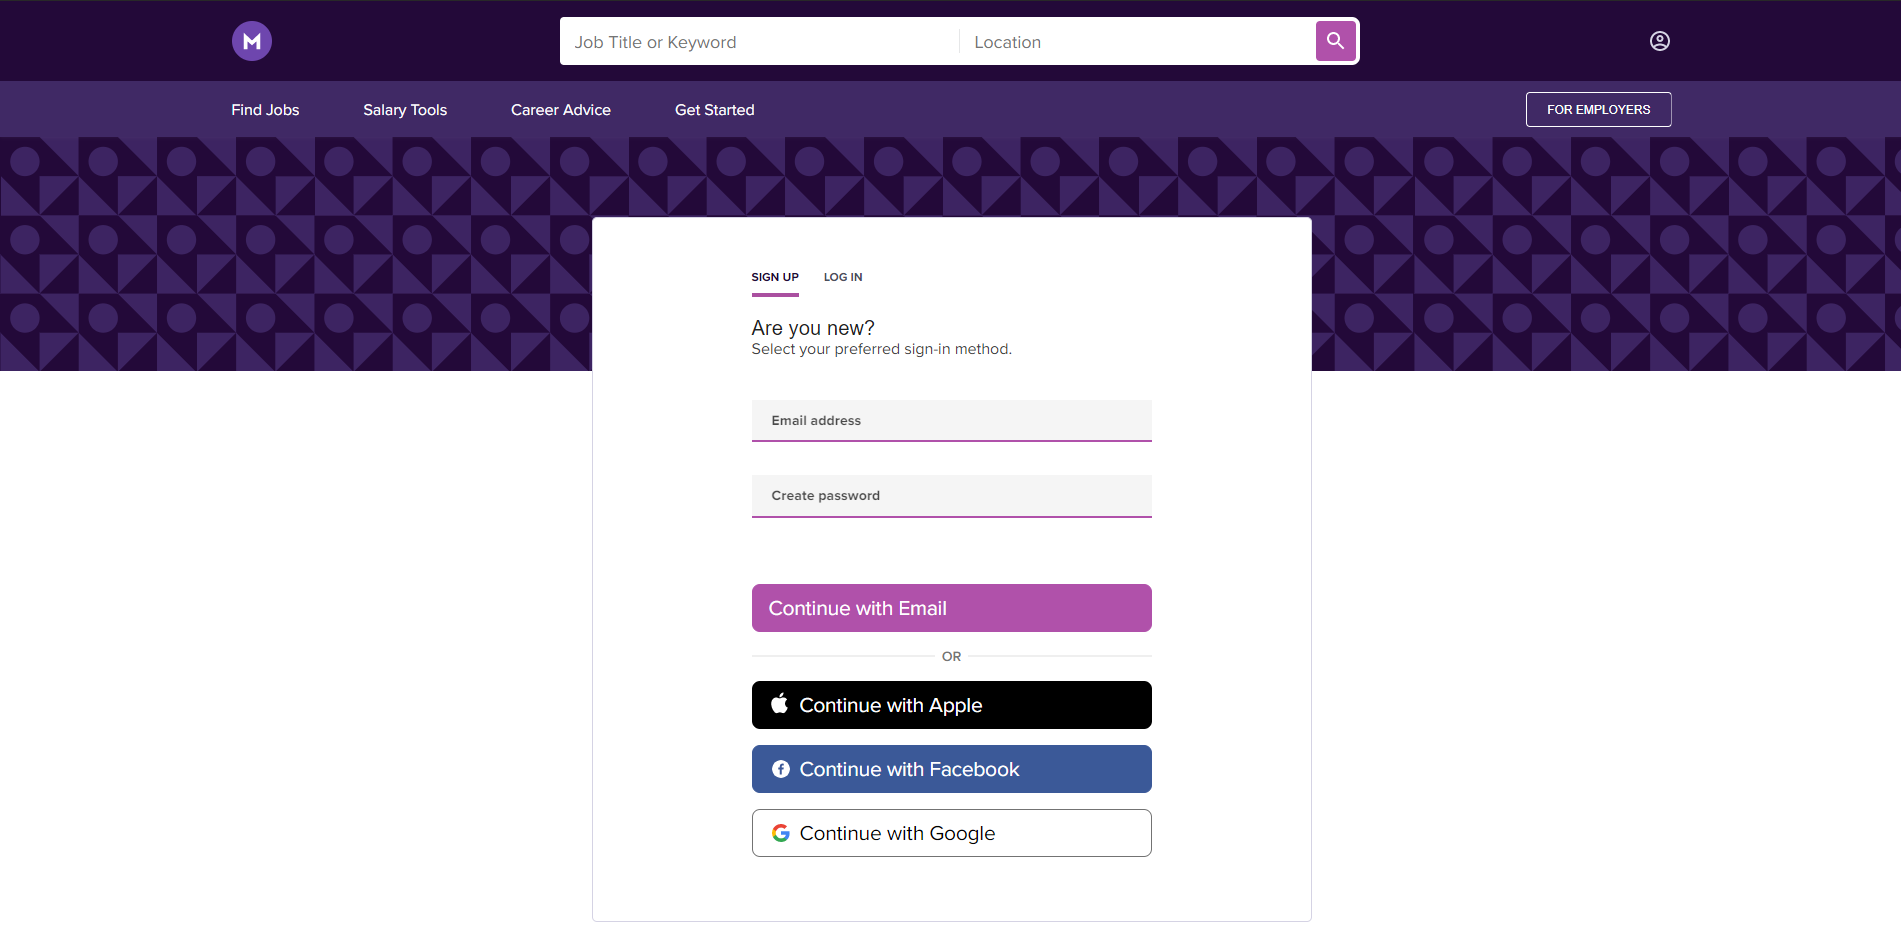 M
Job Title or Keyword
Location
Find Jobs
Salary Tools
Career Advice
Get Started
FOR EMPLOYERS
SIGN UP
LOG IN
Are you new?
Select your preferred sign-in method.
Email address
Create password
Continue with Email
OR
Continue with Apple
Continue with Facebook
Continue with Google